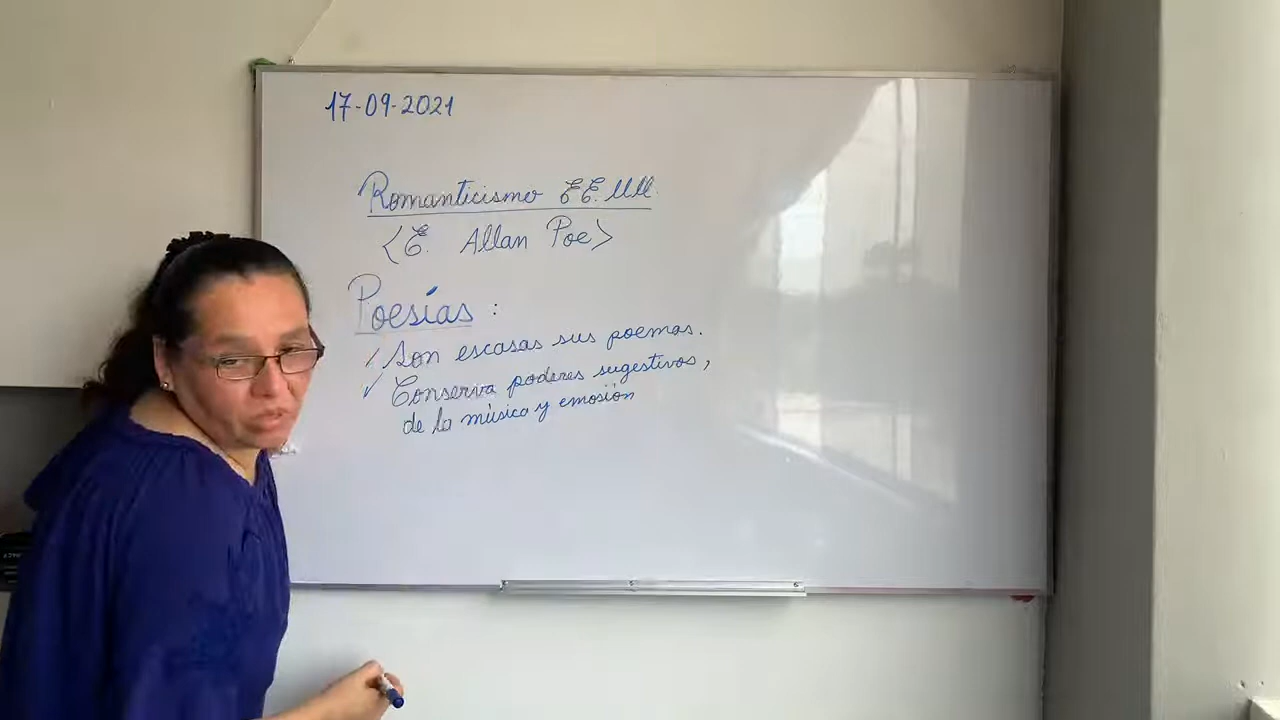 17-09-2021
Romanticismo EE.UU.
<E. Allan Poe>
Poesías :
✓ Son escasas sus poemas.
✓ Conserva poderes sugestivos,
de la música y emosión